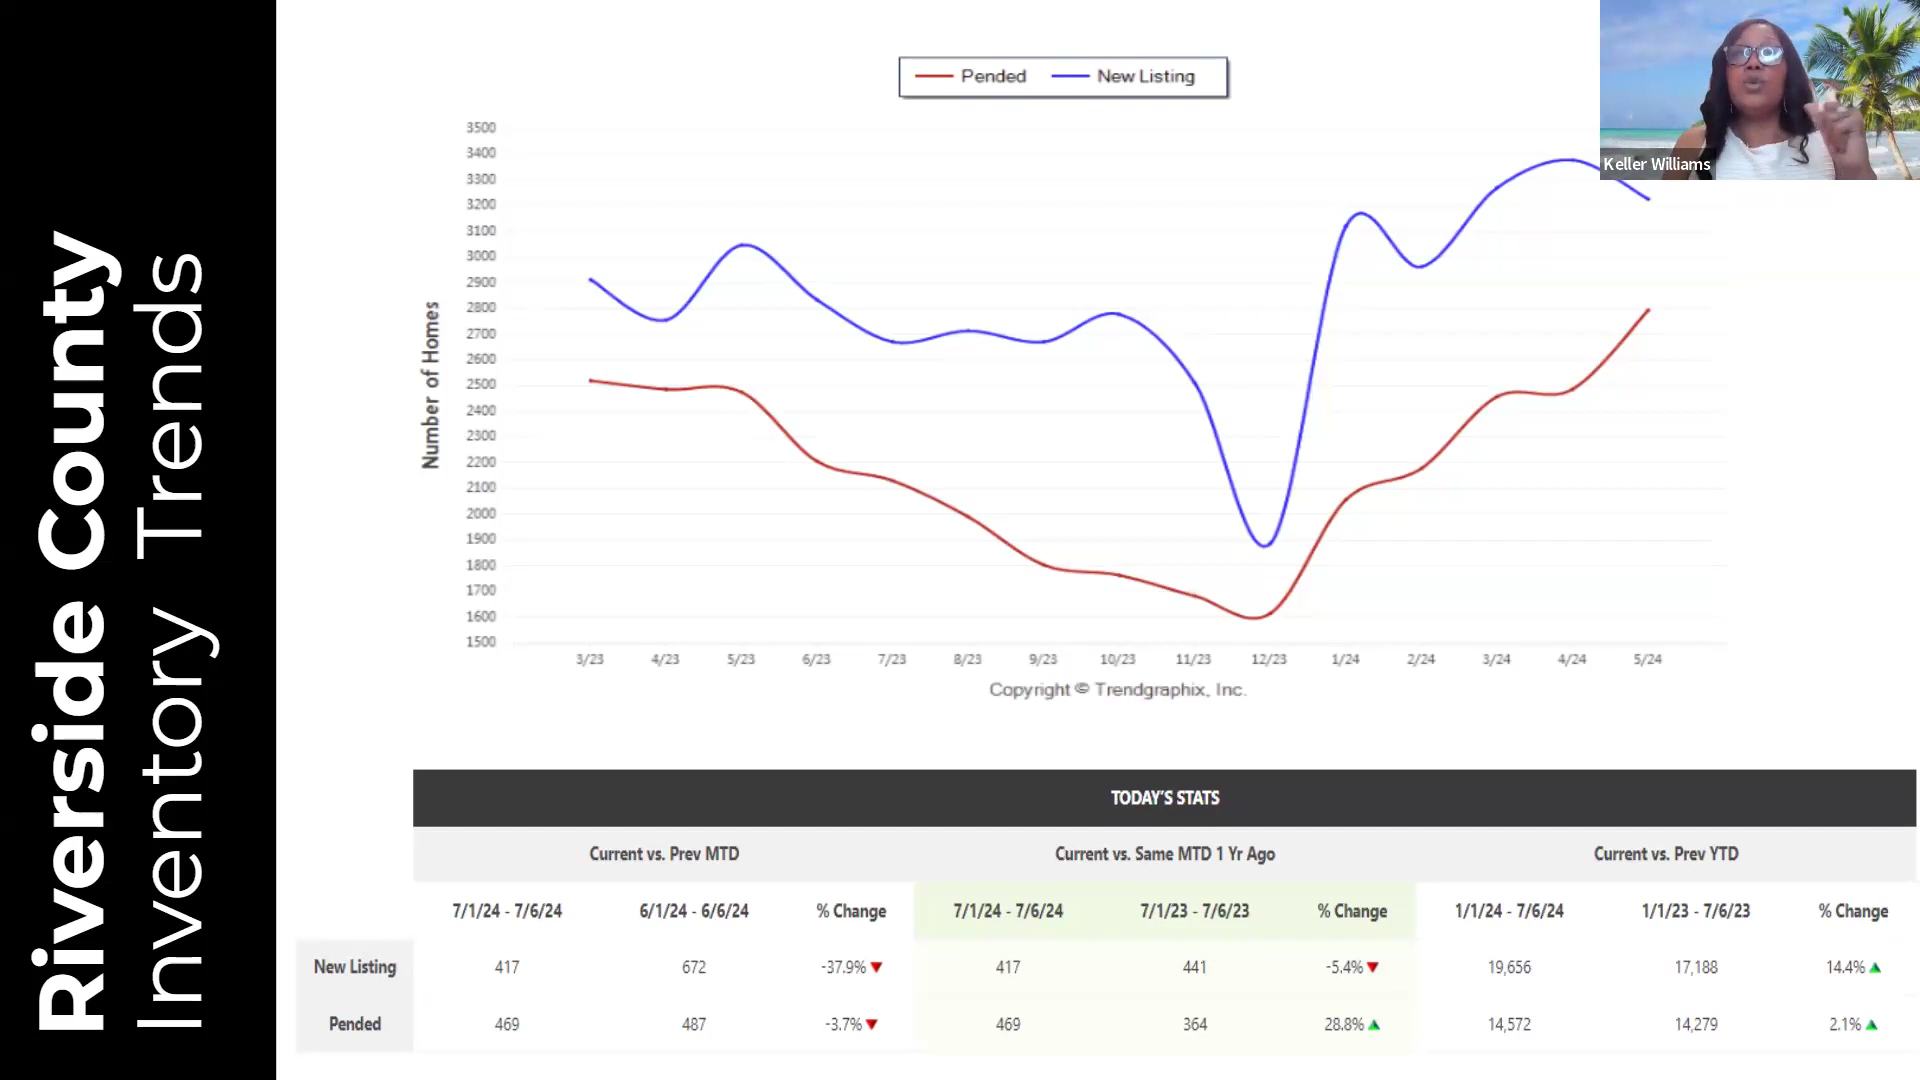 Riverside County
Inventory Trends
Pended New Listing
Keller Williams
3500
3400
3300
3200
3100
3000
2900
2800
2700
2600
2500
2400
2300
2200
2100
2000
1900
1800
1700
1600
1500
Number of Homes
3/23 4/23 5/23 6/23 7/23 8/23 9/23 10/23 11/23 12/23 1/24 2/24 3/24 4/24 5/24
Copyright © Trendgraphix, Inc.
TODAY'S STATS
Current vs. Prev MTD Current vs. Same MTD 1 Yr Ago Current vs. Prev YTD
7/1/24 - 7/6/24 6/1/24 - 6/6/24 % Change 7/1/24 - 7/6/24 7/1/23 - 7/6/23 % Change 1/1/24 - 7/6/24 1/1/23 - 7/6/23 % Change
New Listing 417 672 -37.9% 417 441 -5.4% 19,656 17,188 14.4%
Pended 469 487 -3.7% 469 364 28.8% 14,572 14,279 2.1%